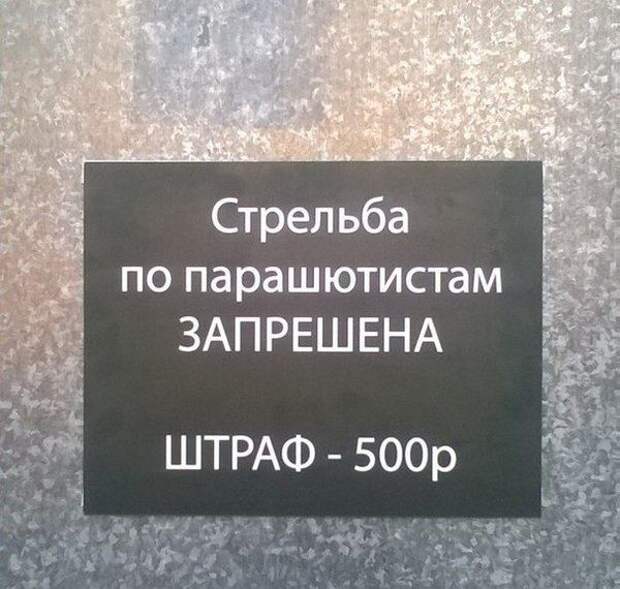 Стрельба
по парашютистам
ЗАПРЕШЕНА
ШТРАФ - 500р